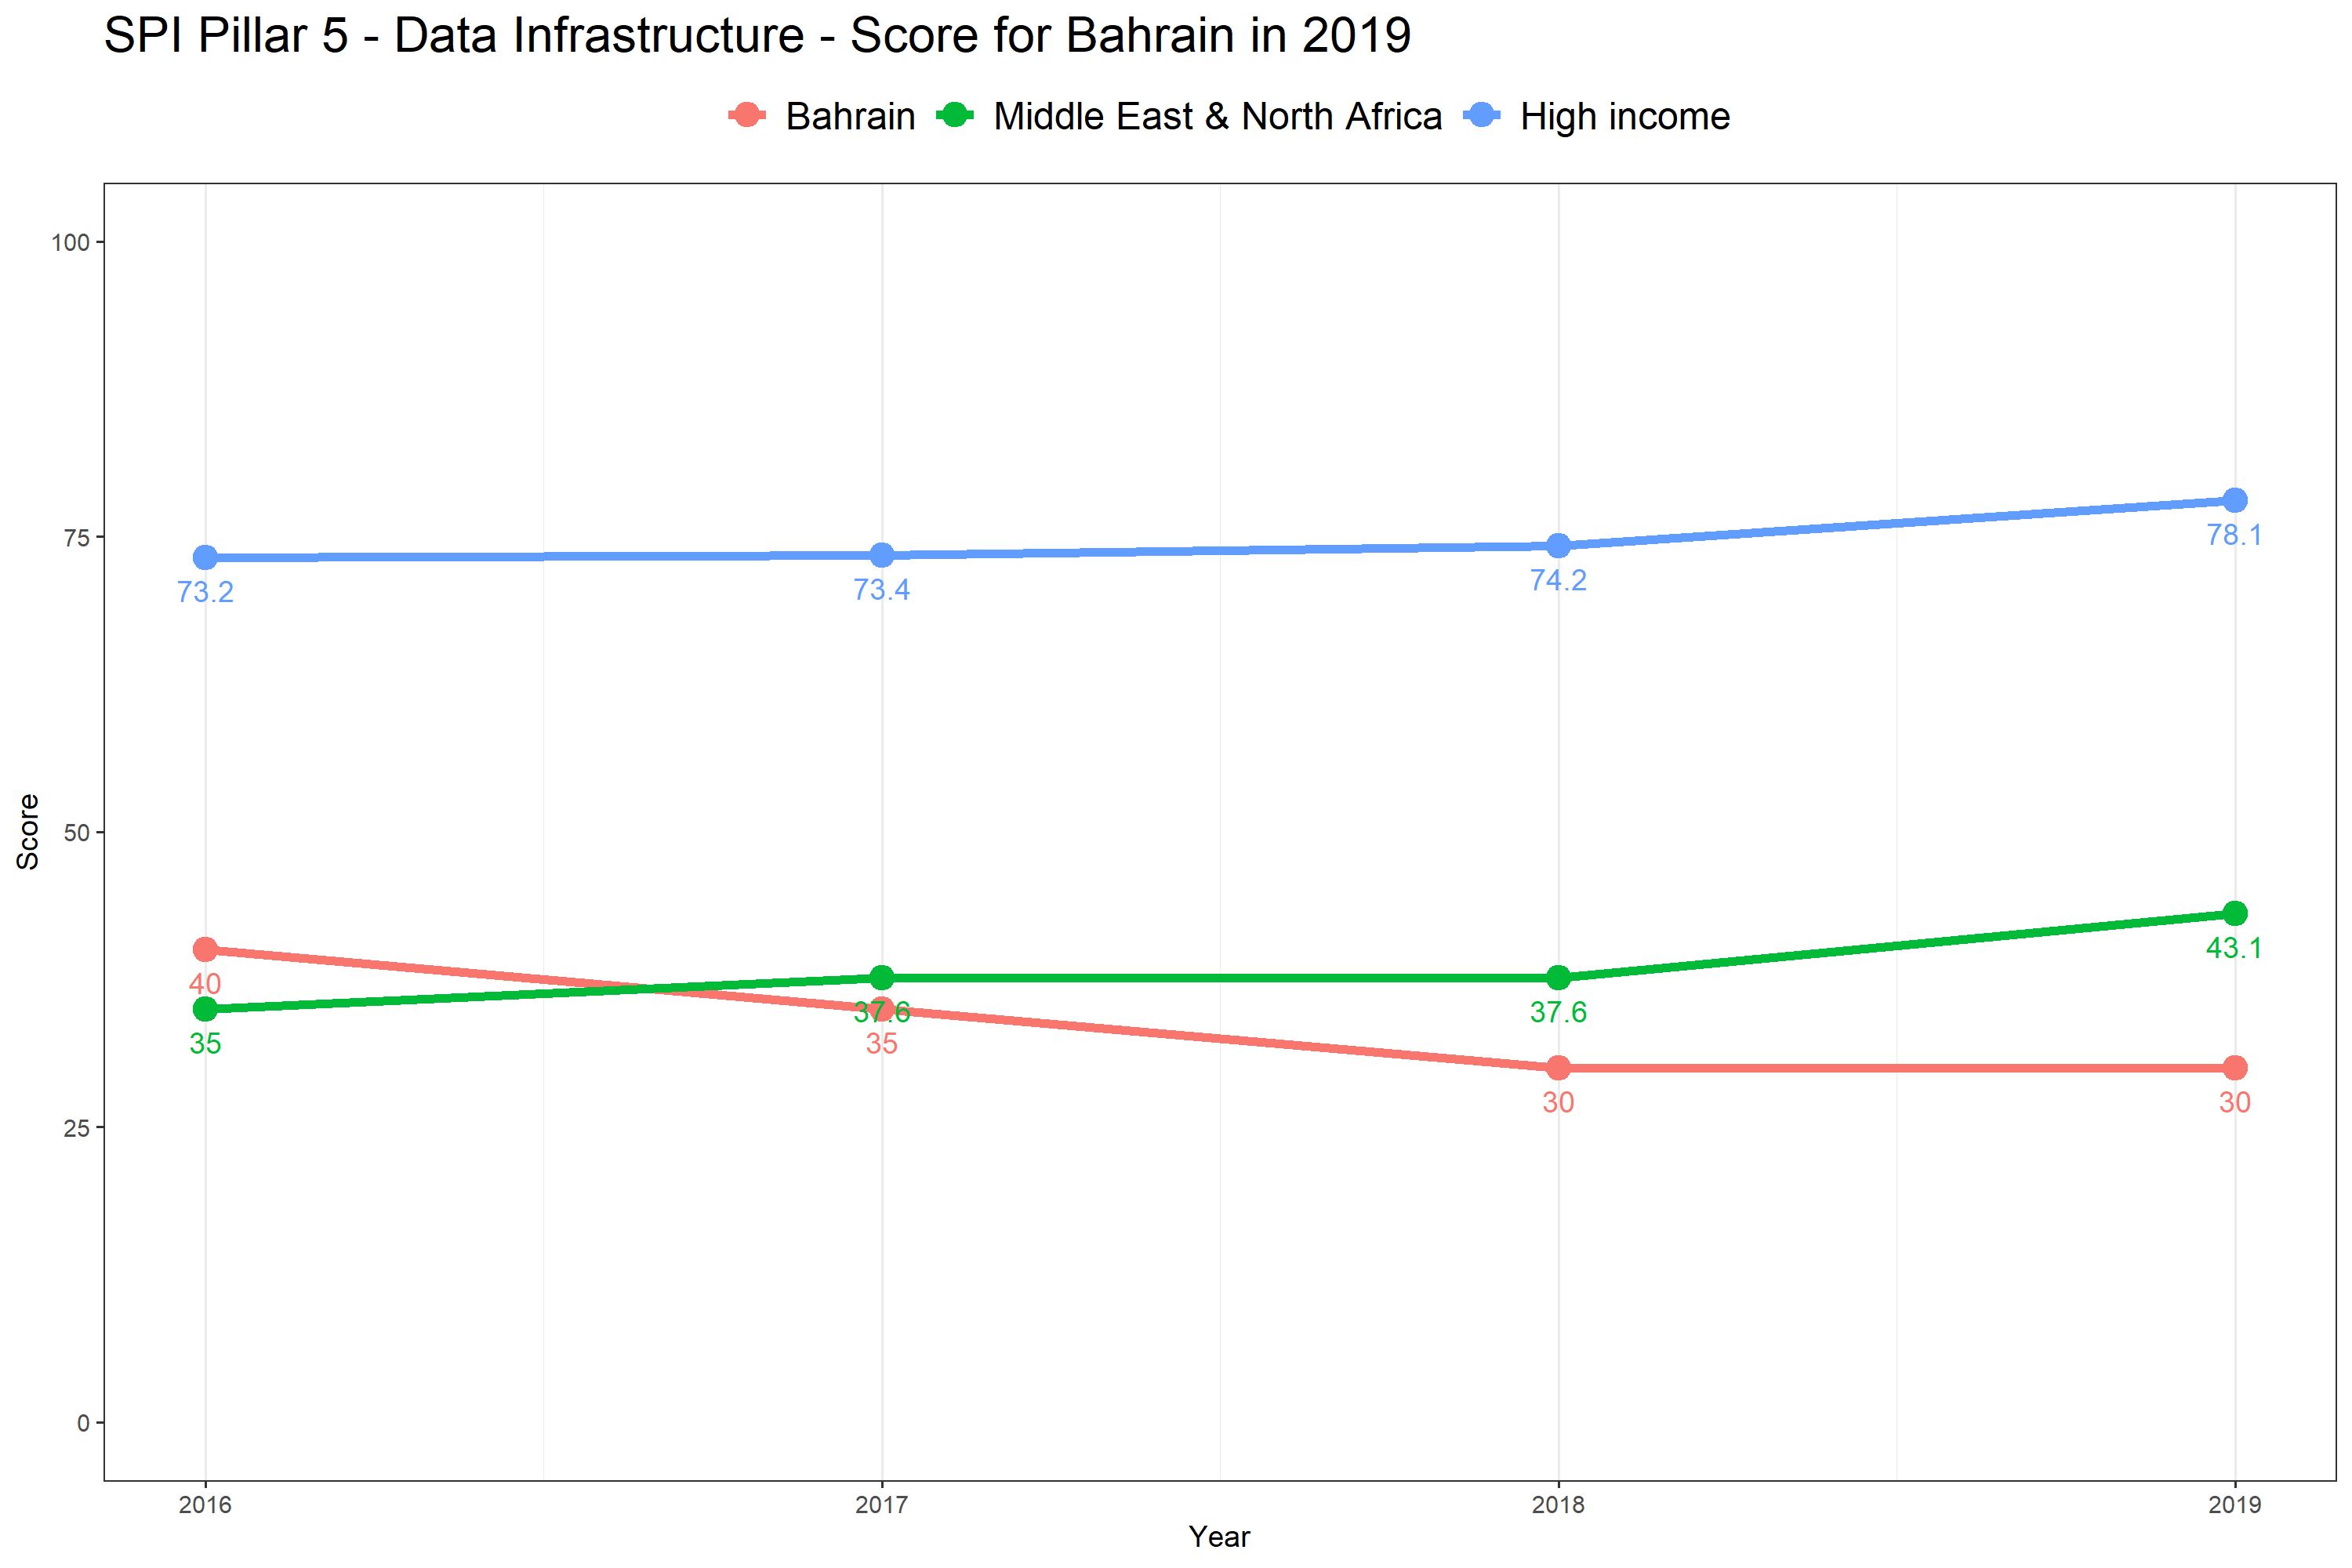 SPI Pillar 5 - Data Infrastructure - Score for Bahrain in 2019
Bahrain Middle East & North Africa High income
100
75
50
25
0
Score
73.2 73.4 74.2 78.1
40 35 30 30
35 37.6 37.6 43.1
2016 2017 2018 2019
Year